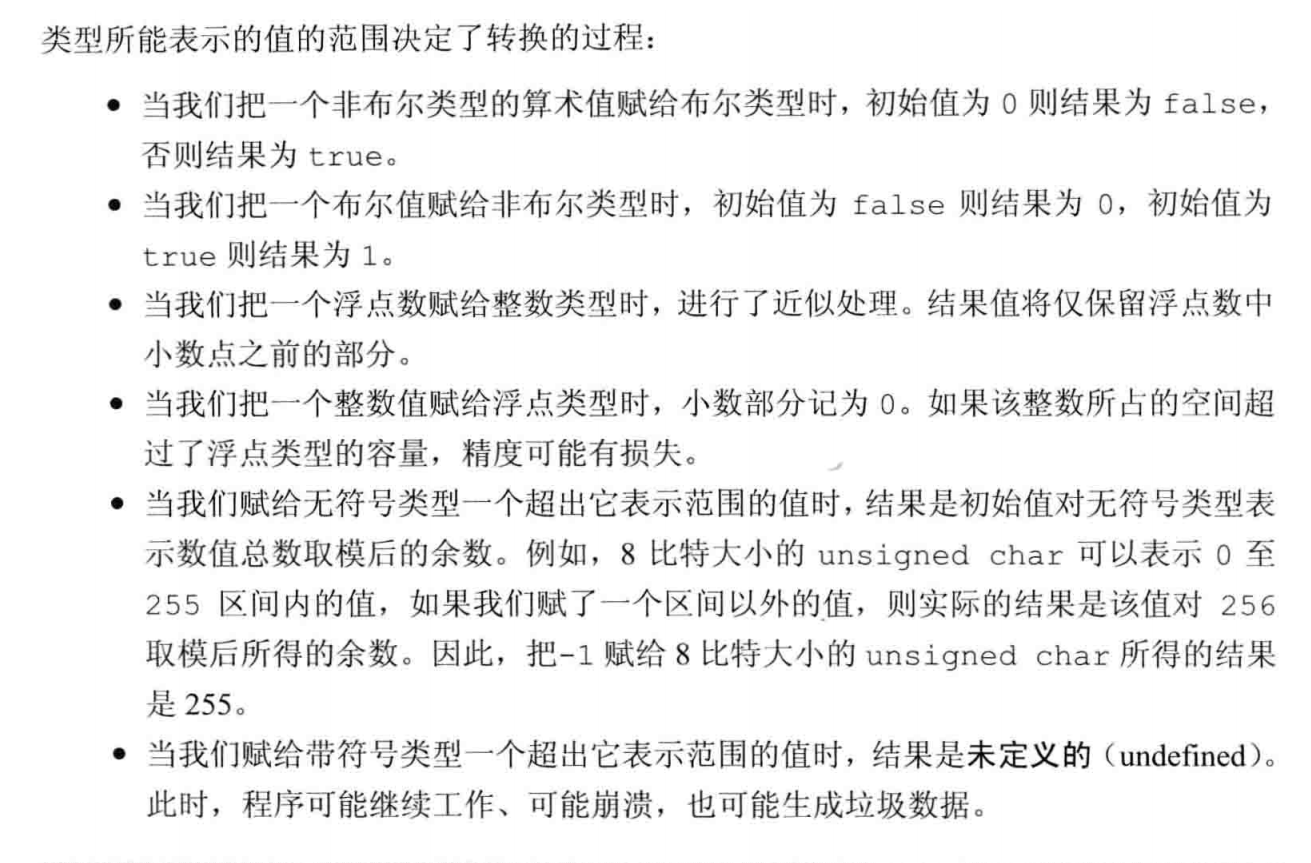 类型所能表示的值的范围决定了转换的过程：
● 当我们把一个非布尔类型的算术值赋给布尔类型时，初始值为 0 则结果为 false，
否则结果为 true。
● 当我们把一个布尔值赋给非布尔类型时，初始值为 false 则结果为 0，初始值为
true 则结果为 1。
● 当我们把一个浮点数赋给整数类型时，进行了近似处理。结果值将仅保留浮点数中
小数点之前的部分。
● 当我们把一个整数值赋给浮点类型时，小数部分记为 0。如果该整数所占的空间超
过了浮点类型的容量，精度可能有损失。
● 当我们赋给无符号类型一个超出它表示范围的值时，结果是初始值对无符号类型表
示数值总数取模后的余数。例如，8 比特大小的 unsigned char 可以表示 0 至
255 区间内的值，如果我们赋了一个区间以外的值，则实际的结果是该值对 256
取模后所得的余数。因此，把-1 赋给 8 比特大小的 unsigned char 所得的结果
是 255。
● 当我们赋给带符号类型一个超出它表示范围的值时，结果是未定义的（undefined）。
此时，程序可能继续工作、可能崩溃，也可能生成垃圾数据。